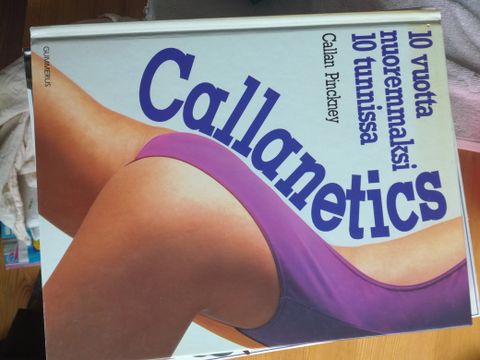 10 vuotta
nuoremmaksi
10 tunnissa
Callan Pinckney
Callanetics
GUMMERUS